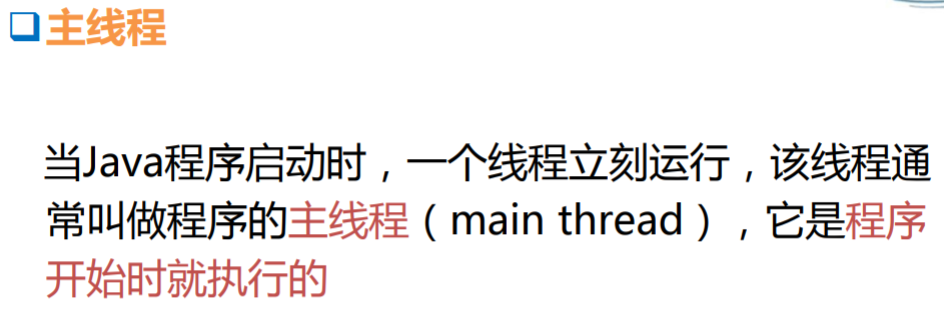 主线程
当Java程序启动时，一个线程立刻运行，该线程通
常叫做程序的主线程（main thread），它是程序
开始时就执行的